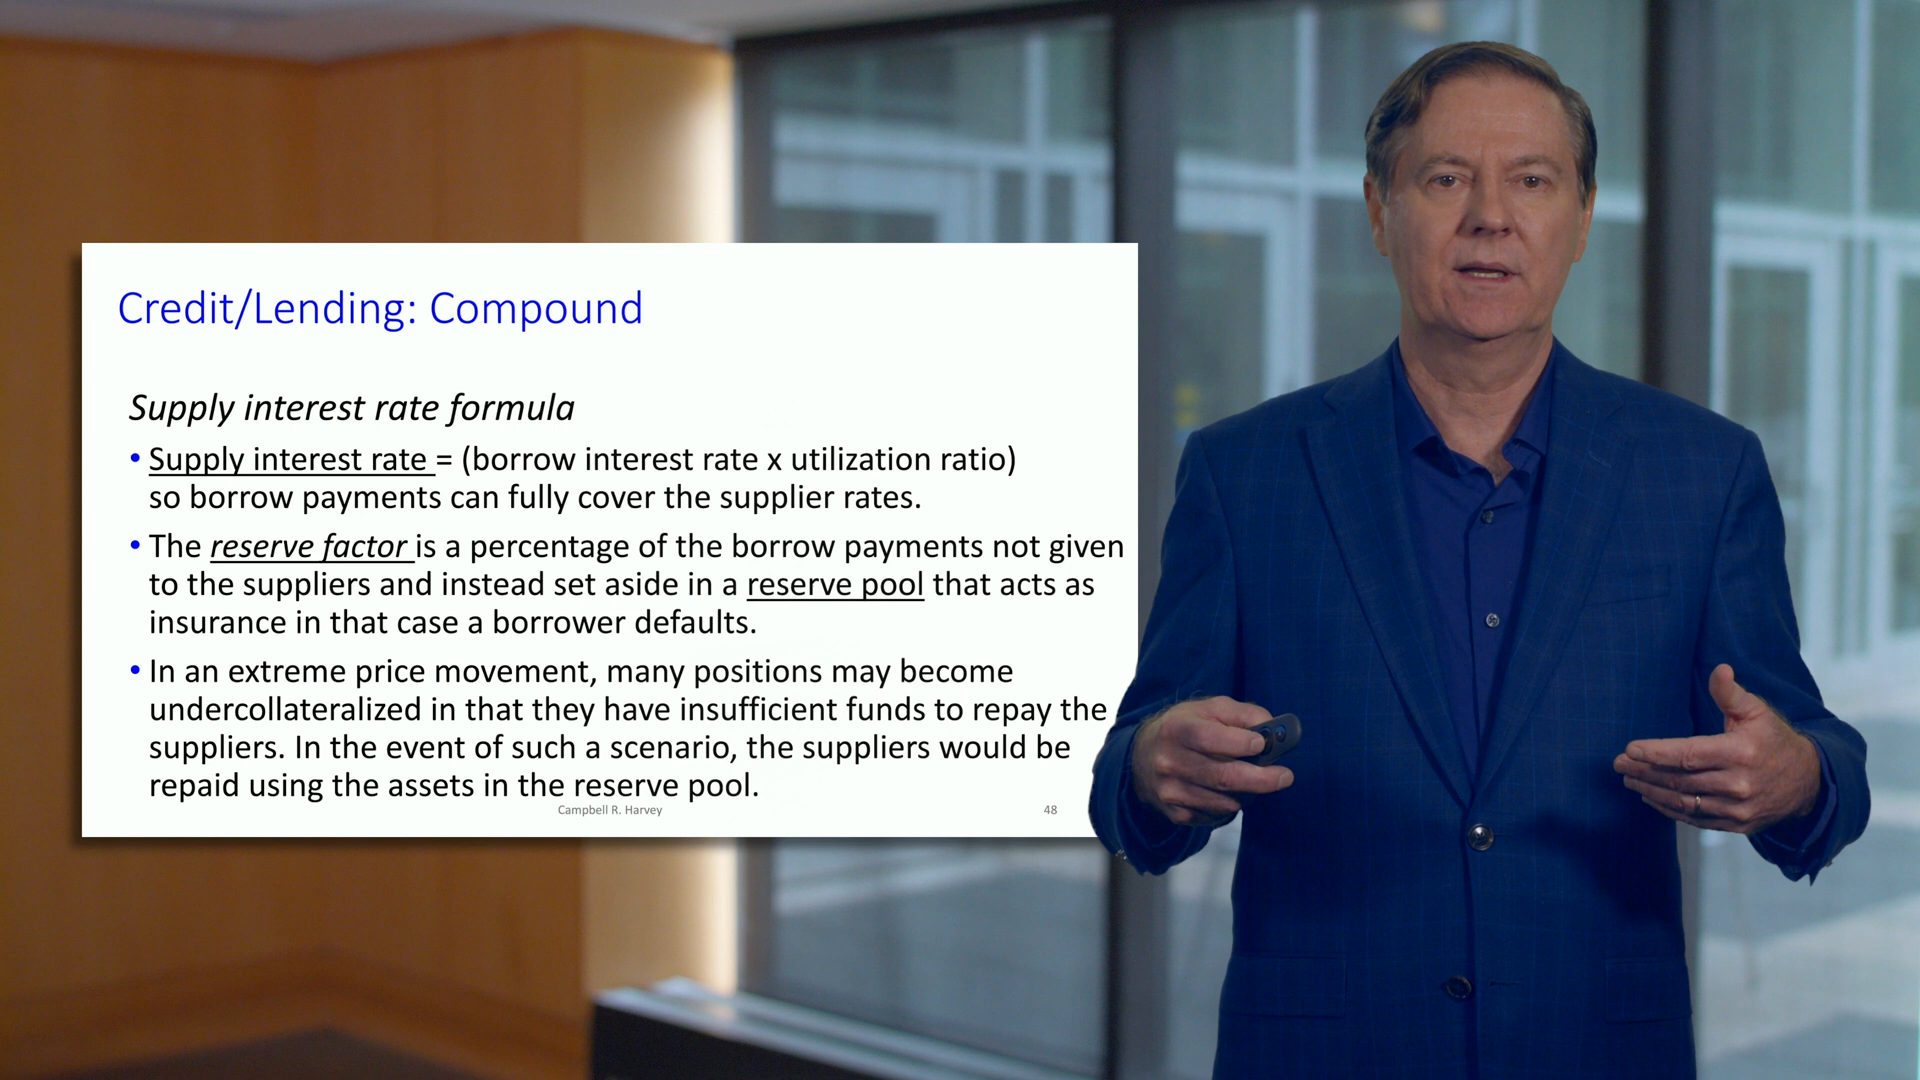 Credit/Lending: Compound
Supply interest rate formula
• Supply interest rate = (borrow interest rate x utilization ratio)
so borrow payments can fully cover the supplier rates.
• The reserve factor is a percentage of the borrow payments not given
to the suppliers and instead set aside in a reserve pool that acts as
insurance in that case a borrower defaults.
• In an extreme price movement, many positions may become
undercollateralized in that they have insufficient funds to repay the
suppliers. In the event of such a scenario, the suppliers would be
repaid using the assets in the reserve pool.
Campbell R. Harvey
48